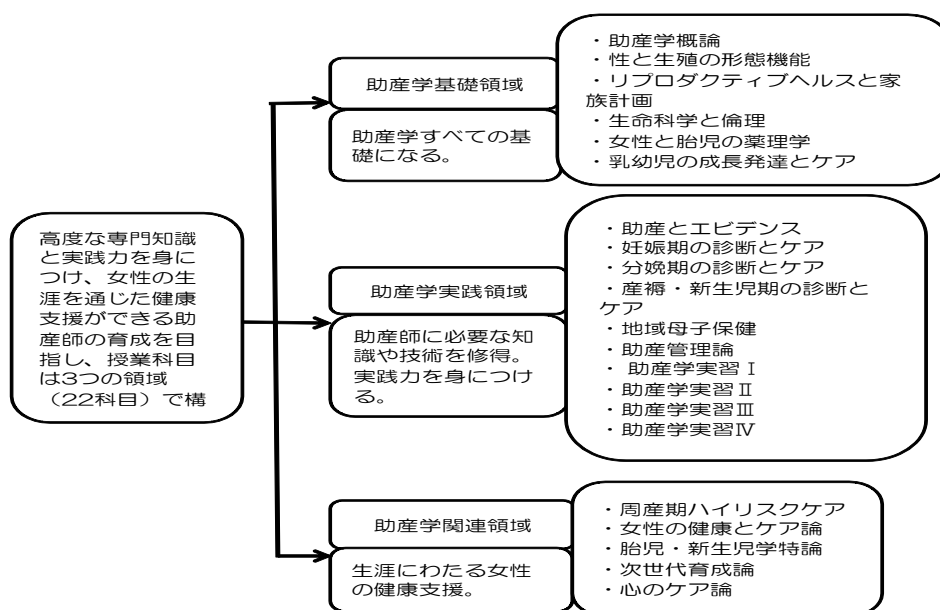 高度な専門知識
と実践力を身に
つけ、女性の生
涯を通じた健康
支援ができる助
産師の育成を目
指し、授業科目
は3つの領域
（22科目）で構
助産学基礎領域
助産学すべての基
礎になる。
・助産学概論
・性と生殖の形態機能
・リプロダクティブヘルスと家
族計画
・生命科学と倫理
・女性と胎児の薬理学
・乳幼児の成長発達とケア
助産学実践領域
助産師に必要な知
識や技術を修得。
実践力を身につけ
る。
・助産とエビデンス
・妊娠期の診断とケア
・分娩期の診断とケア
・産褥・新生児期の診断と
ケア
・地域母子保健
・助産管理論
・ 助産学実習Ⅰ
・助産学実習Ⅱ
・助産学実習Ⅲ
・助産学実習Ⅳ
助産学関連領域
生涯にわたる女性
の健康支援。
・周産期ハイリスクケア
・女性の健康とケア論
・胎児・新生児学特論
・次世代育成論
・心のケア論